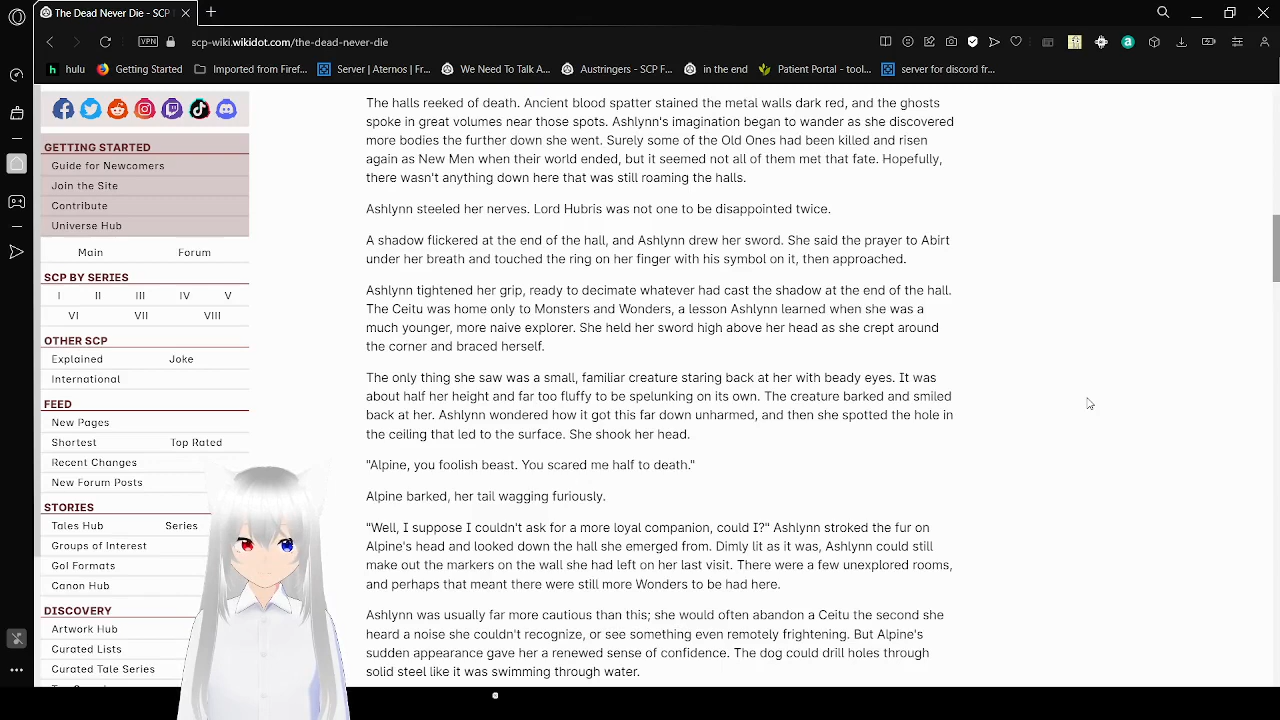 The Dead Never Die - SCP
scp-wiki.wikidot.com/the-dead-never-die
VPN
hulu
Getting Started
Imported from Firef...
Server | Aternos | Fr...
We Need To Talk A...
Austringers - SCP F...
in the end
Patient Portal - tool...
server for discord fr...
GETTING STARTED
Guide for Newcomers
Join the Site
Contribute
Universe Hub
Main Forum
SCP BY SERIES
I II III IV V
VI VII VIII
OTHER SCP
Explained Joke
International
FEED
New Pages
Shortest Top Rated
Recent Changes
New Forum Posts
STORIES
Tales Hub Series
Groups of Interest
GoI Formats
Canon Hub
DISCOVERY
Artwork Hub
Curated Lists
Curated Tale Series
The halls reeked of death. Ancient blood spatter stained the metal walls dark red, and the ghosts
spoke in great volumes near those spots. Ashlynn's imagination began to wander as she discovered
more bodies the further down she went. Surely some of the Old Ones had been killed and risen
again as New Men when their world ended, but it seemed not all of them met that fate. Hopefully,
there wasn't anything down here that was still roaming the halls.
Ashlynn steeled her nerves. Lord Hubris was not one to be disappointed twice.
A shadow flickered at the end of the hall, and Ashlynn drew her sword. She said the prayer to Abirt
under her breath and touched the ring on her finger with his symbol on it, then approached.
Ashlynn tightened her grip, ready to decimate whatever had cast the shadow at the end of the hall.
The Ceitu was home only to Monsters and Wonders, a lesson Ashlynn learned when she was a
much younger, more naive explorer. She held her sword high above her head as she crept around
the corner and braced herself.
The only thing she saw was a small, familiar creature staring back at her with beady eyes. It was
about half her height and far too fluffy to be spelunking on its own. The creature barked and smiled
back at her. Ashlynn wondered how it got this far down unharmed, and then she spotted the hole in
the ceiling that led to the surface. She shook her head.
"Alpine, you foolish beast. You scared me half to death."
Alpine barked, her tail wagging furiously.
"Well, I suppose I couldn't ask for a more loyal companion, could I?" Ashlynn stroked the fur on
Alpine's head and looked down the hall she emerged from. Dimly lit as it was, Ashlynn could still
make out the markers on the wall she had left on her last visit. There were a few unexplored rooms,
and perhaps that meant there were still more Wonders to be had here.
Ashlynn was usually far more cautious than this; she would often abandon a Ceitu the second she
heard a noise she couldn't recognize, or see something even remotely frightening. But Alpine's
sudden appearance gave her a renewed sense of confidence. The dog could drill holes through
solid steel like it was swimming through water.